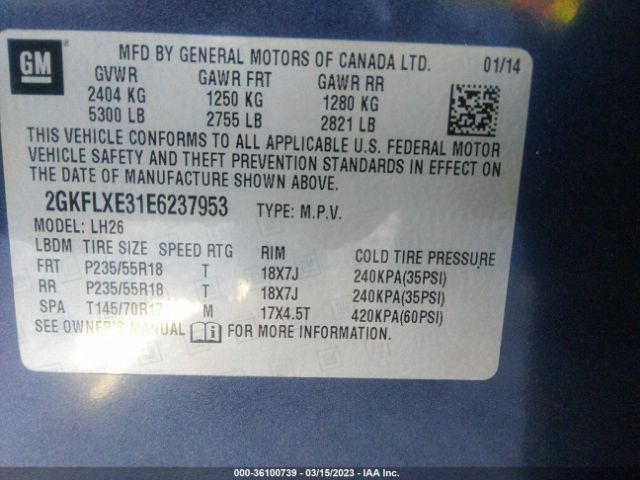 GM
MFD BY GENERAL MOTORS OF CANADA LTD. 01/14
GVWR GAWR FRT GAWR RR
2404 KG 1250 KG 1280 KG
5300 LB 2755 LB 2821 LB
THIS VEHICLE CONFORMS TO ALL APPLICABLE U.S. FEDERAL MOTOR
VEHICLE SAFETY AND THEFT PREVENTION STANDARDS IN EFFECT ON
THE DATE OF MANUFACTURE SHOWN ABOVE.
2GKFLXE31E6237953 TYPE: M.P.V.
MODEL: LH26
LBDM TIRE SIZE SPEED RTG RIM COLD TIRE PRESSURE
FRT P235/55R18 T 18X7J 240KPA(35PSI)
RR P235/55R18 T 18X7J 240KPA(35PSI)
SPA T145/70R17 M 17X4.5T 420KPA(60PSI)
SEE OWNER'S MANUAL FOR MORE INFORMATION.
000-36100739 - 03/15/2023 - IAA Inc.